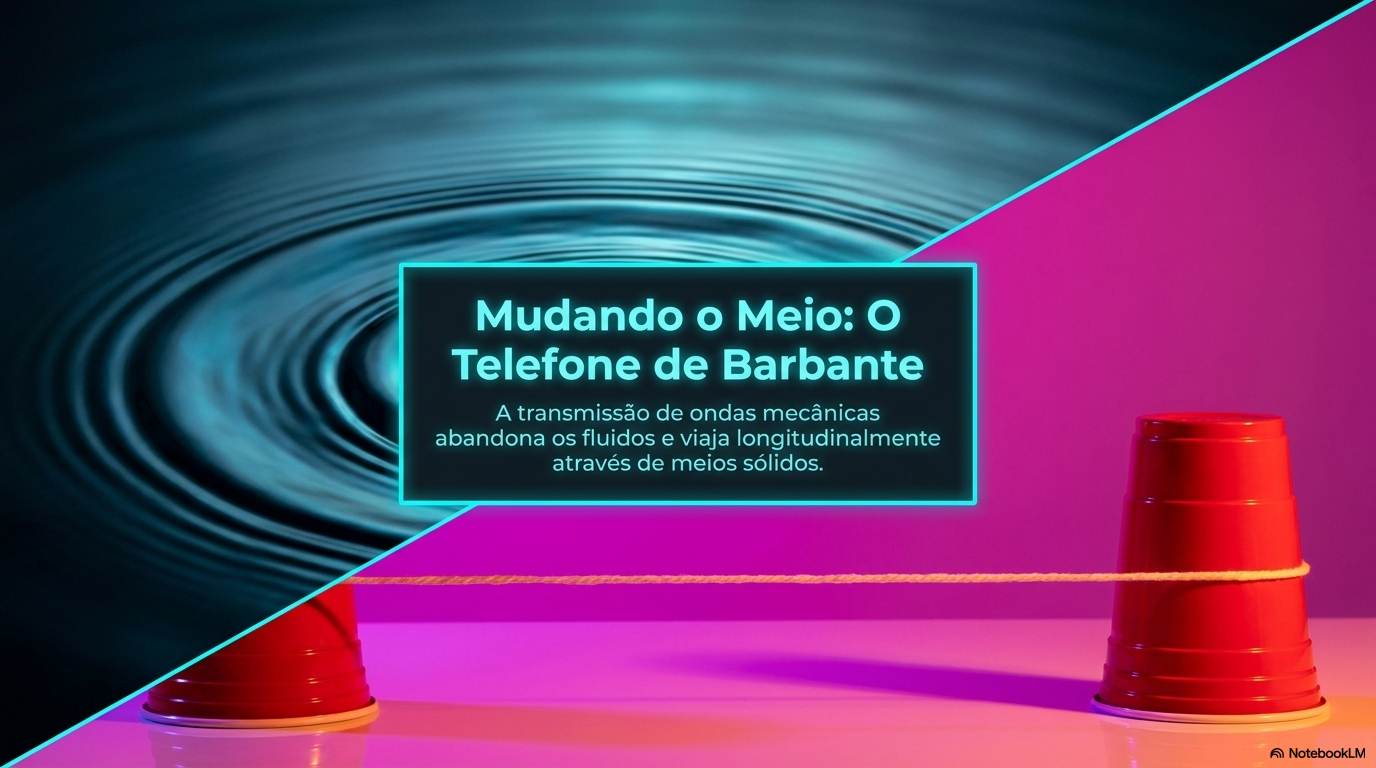 Mudando o Meio: O
Telefone de Barbante
A transmissão de ondas mecânicas
abandona os fluidos e viaja longitudinalmente
através de meios sólidos.
NotebookLM